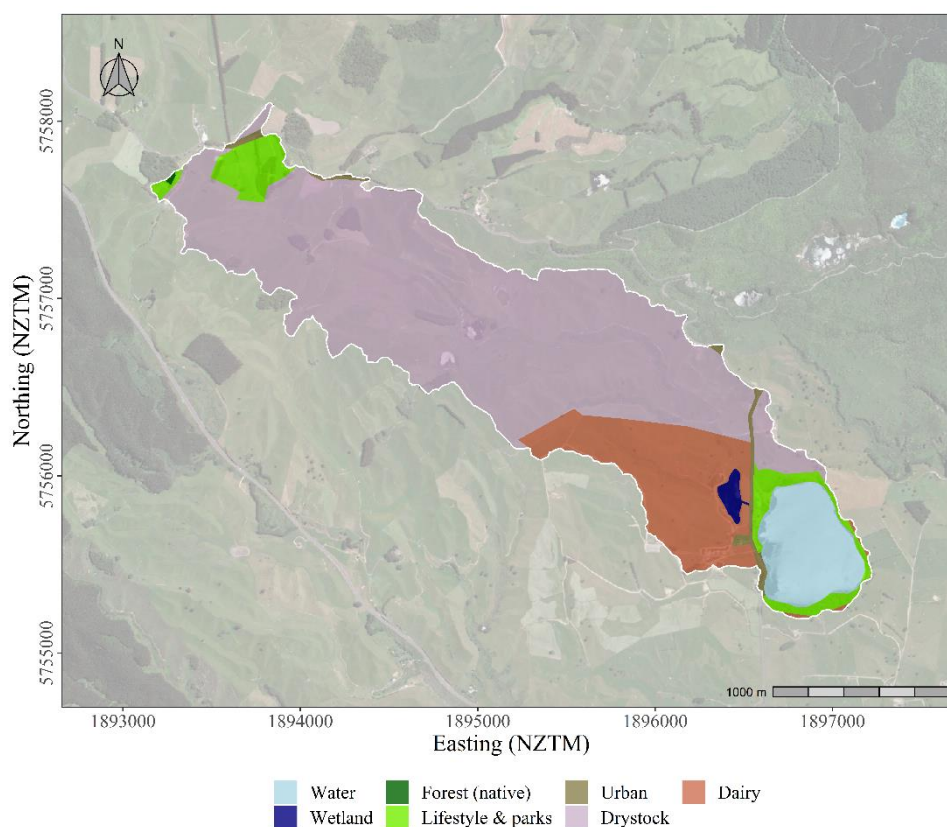 N
5758000
5757000
5756000
5755000
Northing (NZTM)
1000 m
1893000 1894000 1895000 1896000 1897000
Easting (NZTM)
Water Forest (native) Urban Dairy
Wetland Lifestyle & parks Drystock